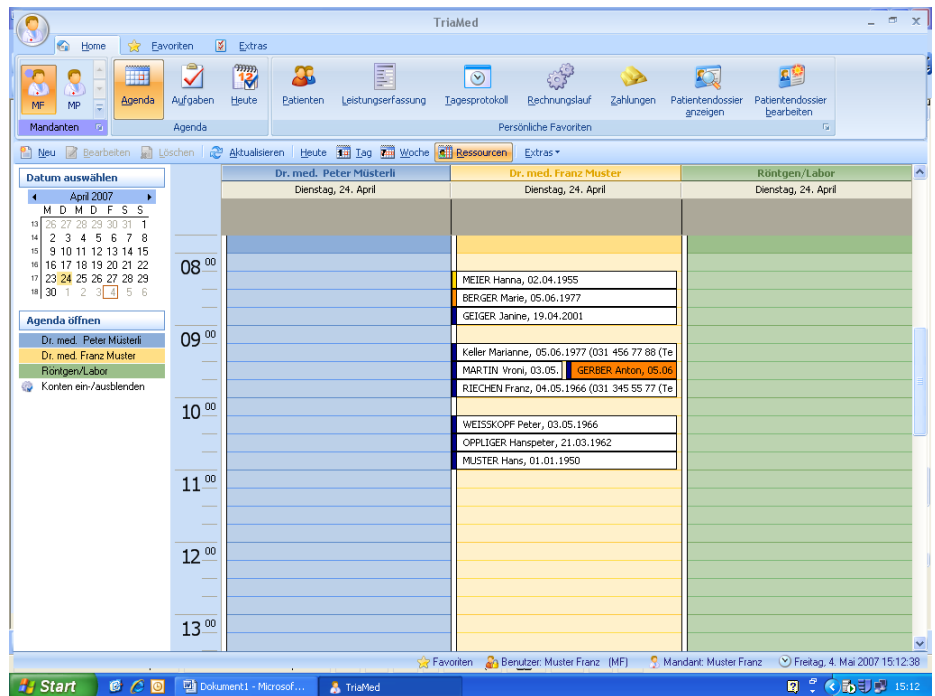 TriaMed
Home Favoriten Extras
MF MP Agenda Aufgaben Heute Patienten Leistungserfassung Tagesprotokoll Rechnungslauf Zahlungen Patientendossier anzeigen Patientendossier bearbeiten
Mandanten Agenda Persönliche Favoriten
Neu Bearbeiten Löschen Aktualisieren Heute Tag Woche Ressourcen Extras
Datum auswählen
April 2007
M D M D F S S
13 26 27 28 29 30 31 1
14 2 3 4 5 6 7 8
15 9 10 11 12 13 14 15
16 16 17 18 19 20 21 22
17 23 24 25 26 27 28 29
18 30 1 2 3 4 5 6
Agenda öffnen
Dr. med. Peter Müsterli
Dr. med. Franz Muster
Röntgen/Labor
Konten ein-/ausblenden
Dr. med. Peter Müsterli Dr. med. Franz Muster Röntgen/Labor
Dienstag, 24. April Dienstag, 24. April Dienstag, 24. April
08 00
MEIER Hanna, 02.04.1955
BERGER Marie, 05.06.1977
GEIGER Janine, 19.04.2001
09 00
Keller Marianne, 05.06.1977 (031 456 77 88 (Te
MARTIN Vroni, 03.05. GERBER Anton, 05.06
RIECHEN Franz, 04.05.1966 (031 345 55 77 (Te
10 00
WEISSKOPF Peter, 03.05.1966
OPPLIGER Hanspeter, 21.03.1962
MUSTER Hans, 01.01.1950
11 00
12 00
13 00
Favoriten Benutzer: Muster Franz (MF) Mandant: Muster Franz Freitag, 4. Mai 2007 15:12:38
Start Dokument1 - Microsof... TriaMed 15:12